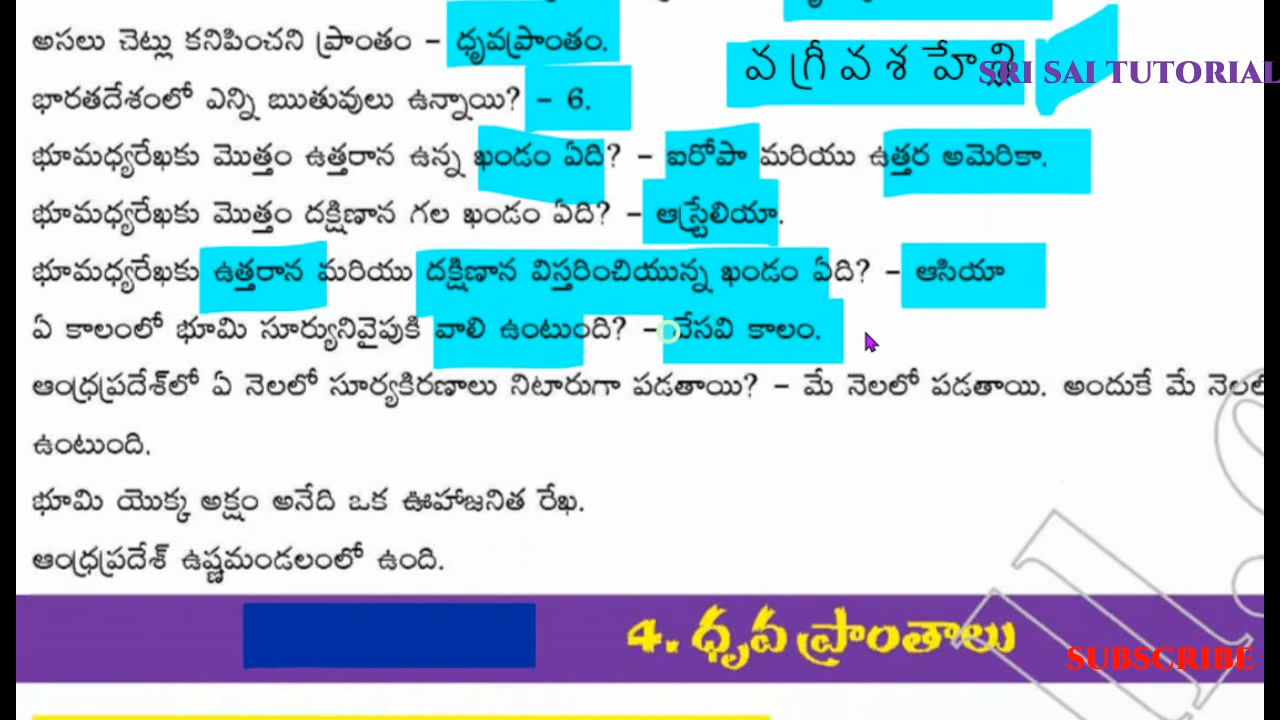 అసలు చెట్లు కనిపించని ప్రాంతం – ధృవప్రాంతం.
వ గ్రీ వ శ హే
SRI SAI TUTORIAL
భారతదేశంలో ఎన్ని ఋతువులు ఉన్నాయి? – 6.
భూమధ్యరేఖకు మొత్తం ఉత్తరాన ఉన్న ఖండం ఏది? – ఐరోపా మరియు ఉత్తర అమెరికా.
భూమధ్యరేఖకు మొత్తం దక్షిణాన గల ఖండం ఏది? – ఆస్ట్రేలియా.
భూమధ్యరేఖకు ఉత్తరాన మరియు దక్షిణాన విస్తరించియున్న ఖండం ఏది? – ఆసియా
ఏ కాలంలో భూమి సూర్యునివైపుకి వాలి ఉంటుంది? – వేసవి కాలం.
ఆంధ్రప్రదేశ్‌లో ఏ నెలలో సూర్యకిరణాలు నిటారుగా పడతాయి? – మే నెలలో పడతాయి. అందుకే మే
ఉంటుంది.
భూమి యొక్క అక్షం అనేది ఒక ఊహాజనిత రేఖ.
ఆంధ్రప్రదేశ్ ఉష్ణమండలంలో ఉంది.
4. ధృవ ప్రాంతాలు
SUBSCRIBE